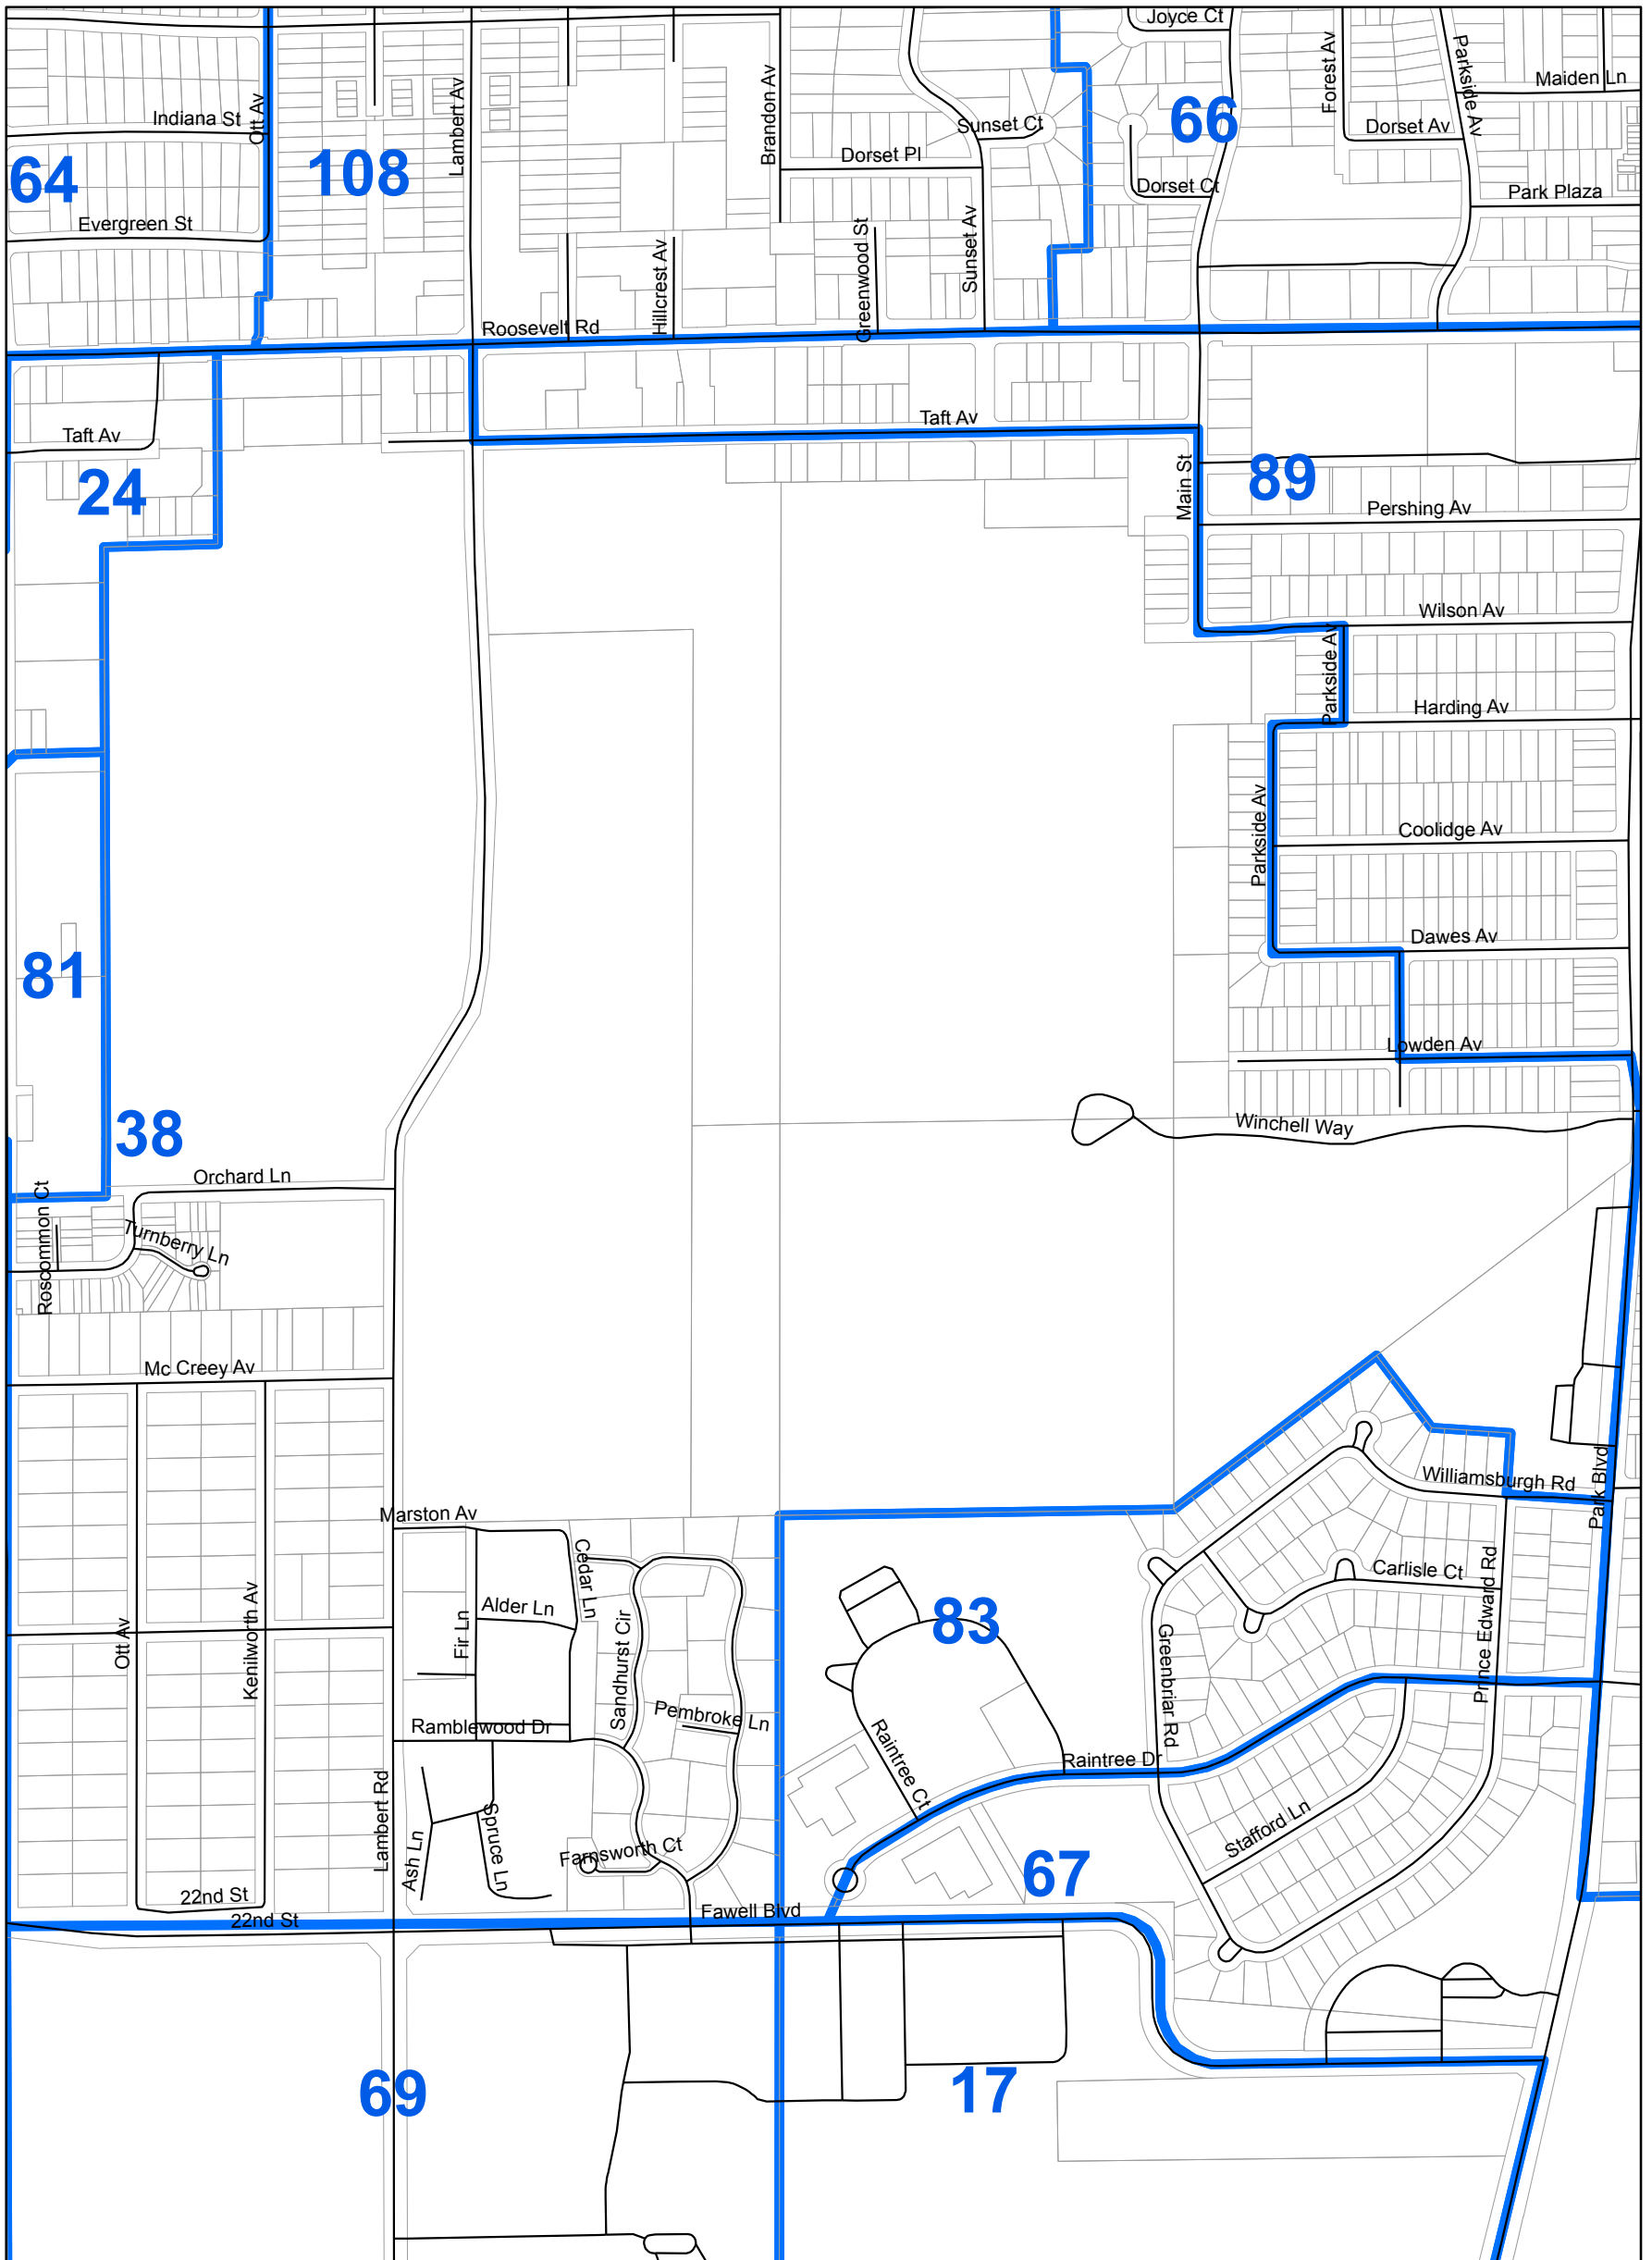 Joyce Ct
Forest Av
Parkside Av
Maiden Ln
66
Indiana St
Ott Av
Lambert Av
Brandon Av
Sunset Ct
Dorset Av
64
108
Dorset Pl
Dorset Ct
Park Plaza
Evergreen St
Hillcrest Av
Greenwood St
Sunset Av
Roosevelt Rd
Taft Av
Taft Av
24
Main St
89
Pershing Av
Wilson Av
Parkside Av
Harding Av
Parkside Av
Coolidge Av
Dawes Av
81
Lowden Av
38
Winchell Way
Orchard Ln
Roscommon Ct
Turnberry Ln
Mc Creey Av
Williamsburgh Rd
Park Blvd
Marston Av
Cedar Ln
Carlisle Ct
Alder Ln
Fir Ln
83
Ott Av
Kenilworth Av
Sandhurst Cir
Greenbriar Rd
Prince Edward Rd
Pembroke Ln
Ramblewood Dr
Raintree Ct
Raintree Dr
Lambert Rd
Ash Ln
Spruce Ln
Stafford Ln
Farnsworth Ct
67
22nd St
22nd St
Fawell Blvd
69
17